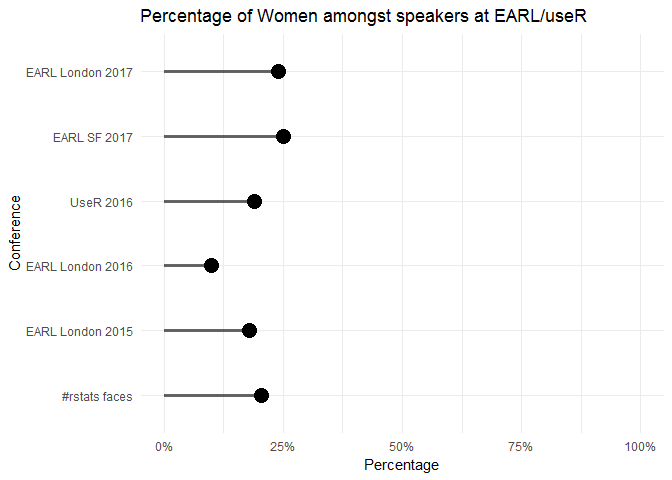 Percentage of Women amongst speakers at EARL/useR
EARL London 2017
EARL SF 2017
UseR 2016
EARL London 2016
EARL London 2015
#rstats faces
Conference
0% 25% 50% 75% 100%
Percentage